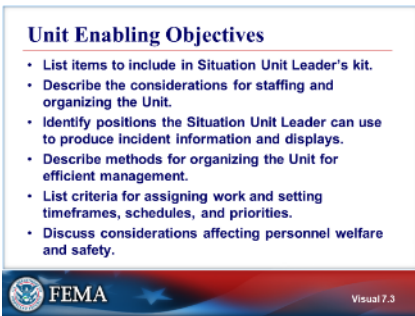 Unit Enabling Objectives
• List items to include in Situation Unit Leader's kit.
• Describe the considerations for staffing and
organizing the Unit.
• Identify positions the Situation Unit Leader can use
to produce incident information and displays.
• Describe methods for organizing the Unit for
efficient management.
• List criteria for assigning work and setting
timeframes, schedules, and priorities.
• Discuss considerations affecting personnel welfare
and safety.
FEMA
Visual 7.3